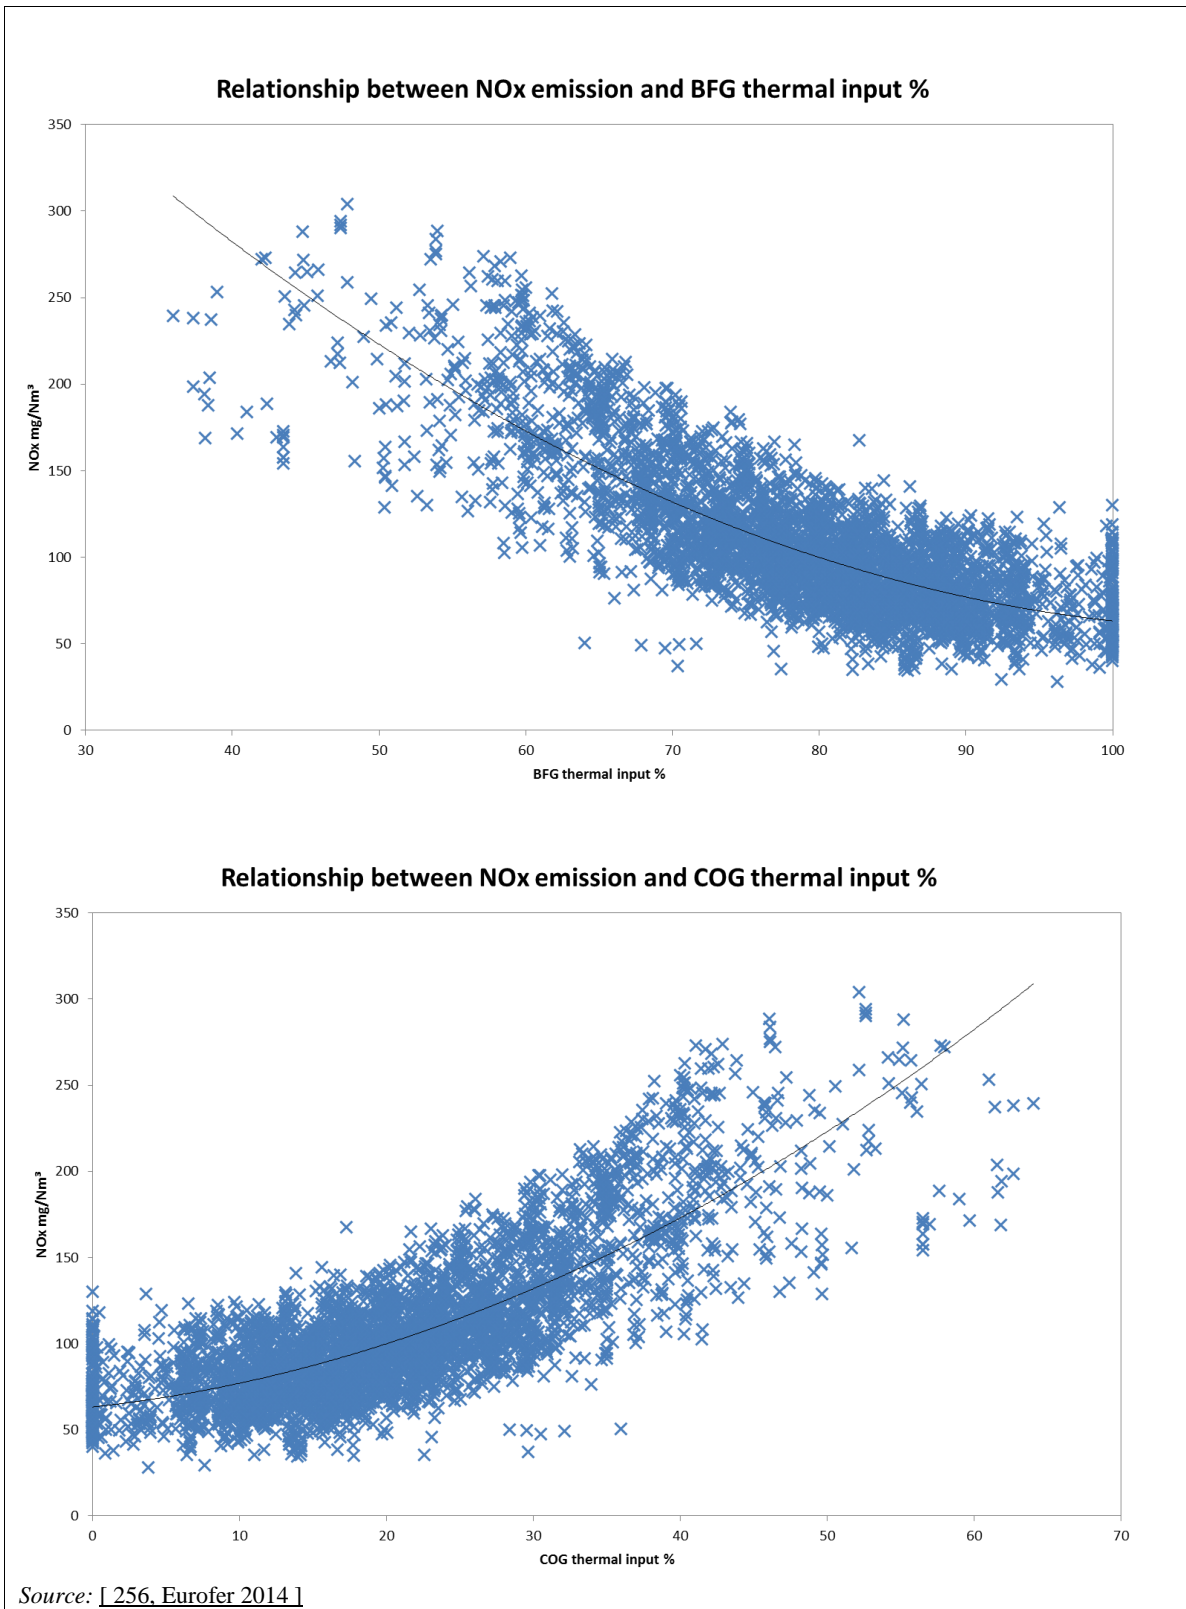 Relationship between NOx emission and BFG thermal input %
350
300
250
200
150
100
50
0
NOx mg/Nm³
30 40 50 60 70 80 90 100
BFG thermal input %
Relationship between NOx emission and COG thermal input %
350
300
250
200
150
100
50
0
NOx mg/Nm³
0 10 20 30 40 50 60 70
COG thermal input %
Source: [ 256, Eurofer 2014 ]